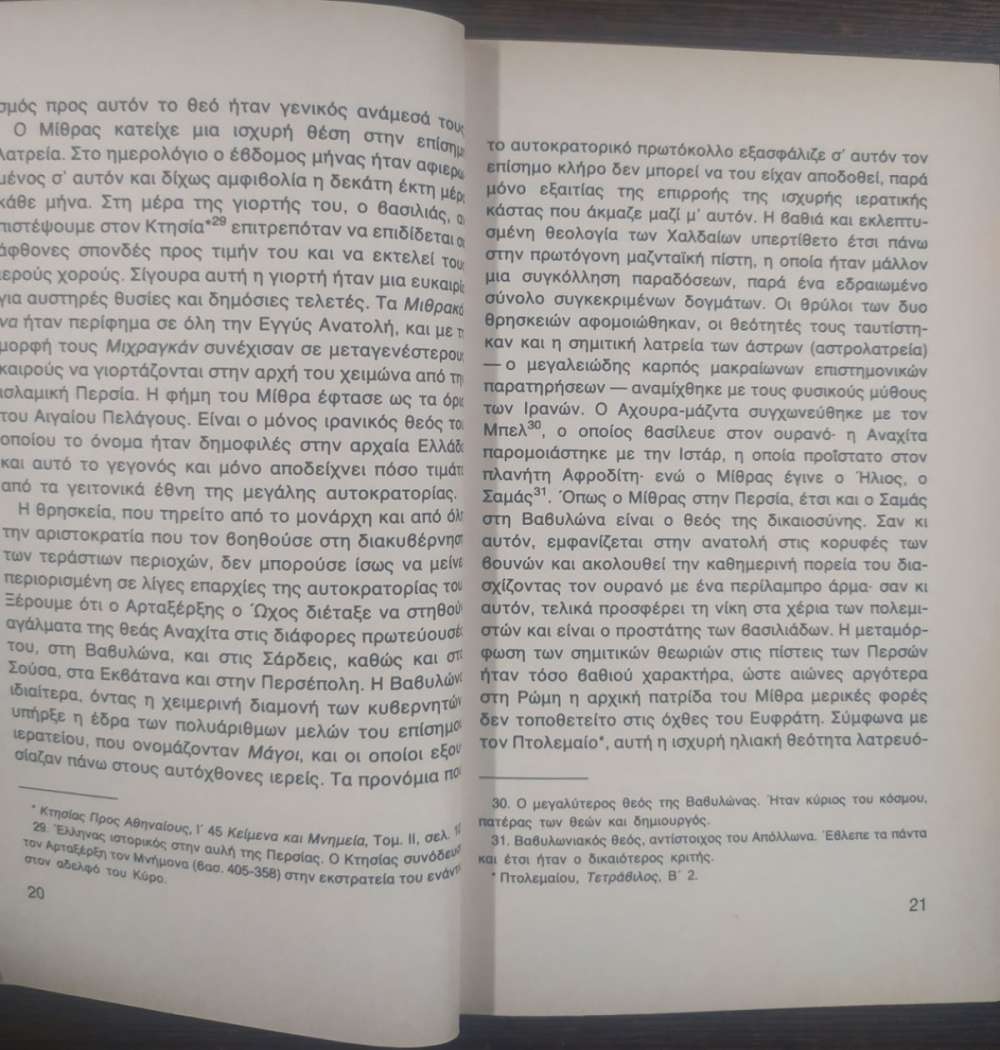 σμός προς αυτόν το θεό ήταν γενικός ανάμεσά τους
Ο Μίθρας κατείχε μια ισχυρή θέση στην επίσημ
λατρεία. Στο ημερολόγιο ο έβδομος μήνας ήταν αφιερω
μένος σ' αυτόν και δίχως αμφιβολία η δεκάτη έκτη μέρ
κάθε μήνα. Στη μέρα της γιορτής του, ο βασιλιάς, α
πιστέψουμε στον Κτησία*29 επιτρεπόταν να επιδίδεται σ
άφθονες σπονδές προς τιμήν του και να εκτελεί του
ιερούς χορούς. Σίγουρα αυτή η γιορτή ήταν μια ευκαιρί
για αυστηρές θυσίες και δημόσιες τελετές. Τα Μιθρακά
να ήταν περίφημα σε όλη την Εγγύς Ανατολή, και με τ
μορφή τους Μιχραγκάν συνέχισαν σε μεταγενέστερου
καιρούς να γιορτάζονται στην αρχή του χειμώνα από τη
ισλαμική Περσία. Η φήμη του Μίθρα έφτασε ως τα όρι
του Αιγαίου Πελάγους. Είναι ο μόνος ιρανικός θεός το
οποίου το όνομα ήταν δημοφιλές στην αρχαία Ελλάδα
και αυτό το γεγονός και μόνο αποδείχνει πόσο τιμάτ
από τα γειτονικά έθνη της μεγάλης αυτοκρατορίας.
Η θρησκεία, που τηρείτο από το μονάρχη και από όλη
την αριστοκρατία που τον βοηθούσε στη διακυβέρνησ
των τεράστιων περιοχών, δεν μπορούσε ίσως να μείνε
περιορισμένη σε λίγες επαρχίες της αυτοκρατορίας του
Ξέρουμε ότι ο Αρταξέρξης ο Ώχος διέταξε να στηθού
αγάλματα της θεάς Αναχίτα στις διάφορες πρωτεύουσέ
του, στη Βαβυλώνα, και στις Σάρδεις, καθώς και στα
Σούσα, στα Εκβάτανα και στην Περσέπολη. Η Βαβυλών
ιδιαίτερα, όντας η χειμερινή διαμονή των κυβερνητών
υπήρξε η έδρα των πολυάριθμων μελών του επίσημο
ιερατείου, που ονομάζονταν Μάγοι, και οι οποίοι εξου
σίαζαν πάνω στους αυτόχθονες ιερείς. Τα προνόμια πο
* Κτησίας Προς Αθηναίους, Ι΄ 45 Κείμενα και Μνημεία, Τομ. ΙΙ, σελ. 10
29. Έλληνας ιστορικός στην αυλή της Περσίας. Ο Κτησίας συνόδευσ
τον Αρταξέρξη τον Μνήμονα (βασ. 405-358) στην εκστρατεία του ενάντ
στον αδελφό του Κύρο.
20
το αυτοκρατορικό πρωτόκολλο εξασφάλιζε σ' αυτόν τον
επίσημο κλήρο δεν μπορεί να του είχαν αποδοθεί, παρά
μόνο εξαιτίας της επιρροής της ισχυρής ιερατικής
κάστας που άκμαζε μαζί μ' αυτόν. Η βαθιά και εκλεπτυ-
σμένη θεολογία των Χαλδαίων υπερτίθετο έτσι πάνω
στην πρωτόγονη μαζνταϊκή πίστη, η οποία ήταν μάλλον
μια συγκόλληση παραδόσεων, παρά ένα εδραιωμένο
σύνολο συγκεκριμένων δογμάτων. Οι θρύλοι των δυο
θρησκειών αφομοιώθηκαν, οι θεότητές τους ταυτίστη-
καν και η σημιτική λατρεία των άστρων (αστρολατρεία)
— ο μεγαλειώδης καρπός μακραίωνων επιστημονικών
παρατηρήσεων — αναμίχθηκε με τους φυσικούς μύθους
των Ιρανών. Ο Αχουρα-μάζντα συγχωνεύθηκε με τον
Μπελ30, ο οποίος βασίλευε στον ουρανό· η Αναχίτα
παρομοιάστηκε με την Ιστάρ, η οποία προΐστατο στον
πλανήτη Αφροδίτη· ενώ ο Μίθρας έγινε ο Ήλιος, ο
Σαμάς31. Όπως ο Μίθρας στην Περσία, έτσι και ο Σαμάς
στη Βαβυλώνα είναι ο θεός της δικαιοσύνης. Σαν κι
αυτόν, εμφανίζεται στην ανατολή στις κορυφές των
βουνών και ακολουθεί την καθημερινή πορεία του δια-
σχίζοντας τον ουρανό με ένα περίλαμπρο άρμα· σαν κι
αυτόν, τελικά προσφέρει τη νίκη στα χέρια των πολεμι-
στών και είναι ο προστάτης των βασιλιάδων. Η μεταμόρ-
φωση των σημιτικών θεωριών στις πίστεις των Περσών
ήταν τόσο βαθιού χαρακτήρα, ώστε αιώνες αργότερα
στη Ρώμη η αρχική πατρίδα του Μίθρα μερικές φορές
δεν τοποθετείτο στις όχθες του Ευφράτη. Σύμφωνα με
τον Πτολεμαίο*, αυτή η ισχυρή ηλιακή θεότητα λατρευό-
30. Ο μεγαλύτερος θεός της Βαβυλώνας. Ήταν κύριος του κόσμου,
πατέρας των θεών και δημιουργός.
31. Βαβυλωνιακός θεός, αντίστοιχος του Απόλλωνα. Έβλεπε τα πάντα
και έτσι ήταν ο δικαιότερος κριτής.
* Πτολεμαίου, Τετράβιλος, Β΄ 2.
21